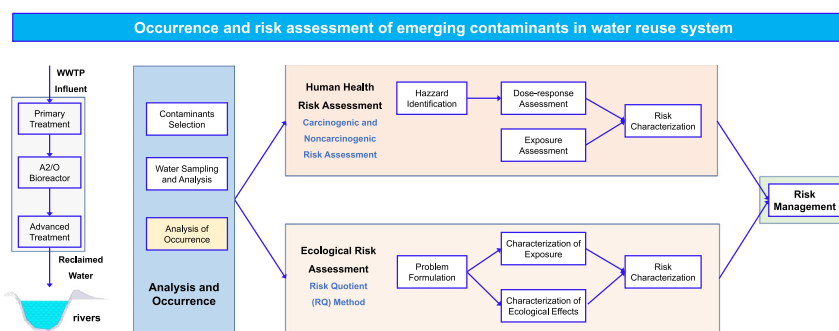 Occurrence and risk assessment of emerging contaminants in water reuse system
WWTP
Influent
Primary
Treatment
A2/O
Bioreactor
Advanced
Treatment
Reclaimed
Water
rivers
Contaminants
Selection
Water Sampling
and Analysis
Analysis of
Occurrence
Analysis and
Occurrence
Human Health
Risk Assessment
Carcinogenic and
Noncarcinogenic
Risk Assessment
Hazzard
Identification
Dose-response
Assessment
Exposure
Assessment
Risk
Characterization
Ecological Risk
Assessment
Risk Quotient
(RQ) Method
Problem
Formulation
Characterization of
Exposure
Characterization of
Ecological Effects
Risk
Characterization
Risk
Management